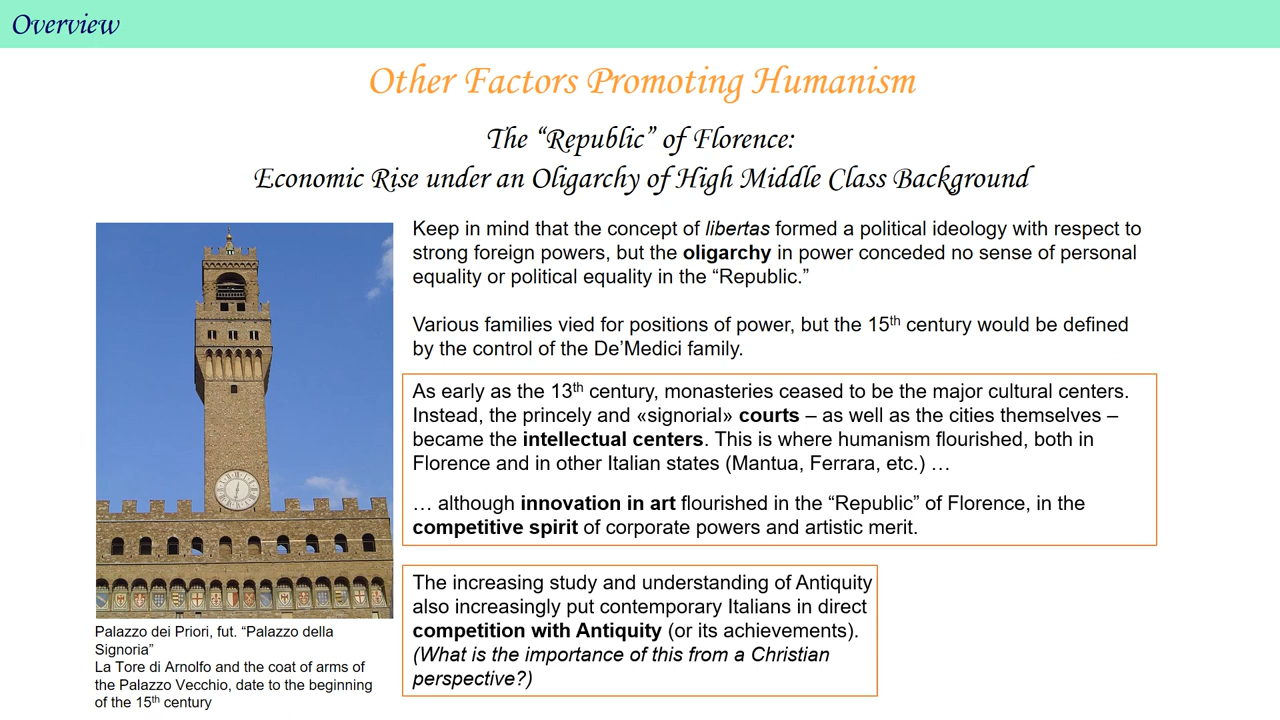 Overview
Other Factors Promoting Humanism
The “Republic” of Florence:
Economic Rise under an Oligarchy of High Middle Class Background
Keep in mind that the concept of libertas formed a political ideology with respect to
strong foreign powers, but the oligarchy in power conceded no sense of personal
equality or political equality in the “Republic.”
Various families vied for positions of power, but the 15th century would be defined
by the control of the De’Medici family.
As early as the 13th century, monasteries ceased to be the major cultural centers.
Instead, the princely and «signorial» courts – as well as the cities themselves –
became the intellectual centers. This is where humanism flourished, both in
Florence and in other Italian states (Mantua, Ferrara, etc.) …
… although innovation in art flourished in the “Republic” of Florence, in the
competitive spirit of corporate powers and artistic merit.
The increasing study and understanding of Antiquity
also increasingly put contemporary Italians in direct
competition with Antiquity (or its achievements).
(What is the importance of this from a Christian
perspective?)
Palazzo dei Priori, fut. “Palazzo della
Signoria”
La Tore di Arnolfo and the coat of arms of
the Palazzo Vecchio, date to the beginning
of the 15th century